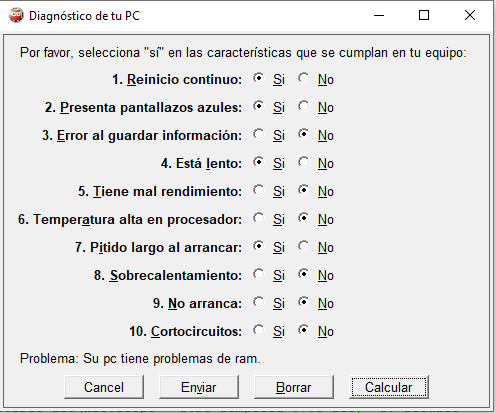 Diagnóstico de tu PC
Por favor, selecciona "sí" en las características que se cumplan en tu equipo:
1. Reinicio continuo: Si No
2. Presenta pantallazos azules: Si No
3. Error al guardar información: Si No
4. Está lento: Si No
5. Tiene mal rendimiento: Si No
6. Temperatura alta en procesador: Si No
7. Pitido largo al arrancar: Si No
8. Sobrecalentamiento: Si No
9. No arranca: Si No
10. Cortocircuitos: Si No
Problema: Su pc tiene problemas de ram.
Cancel Enviar Borrar Calcular